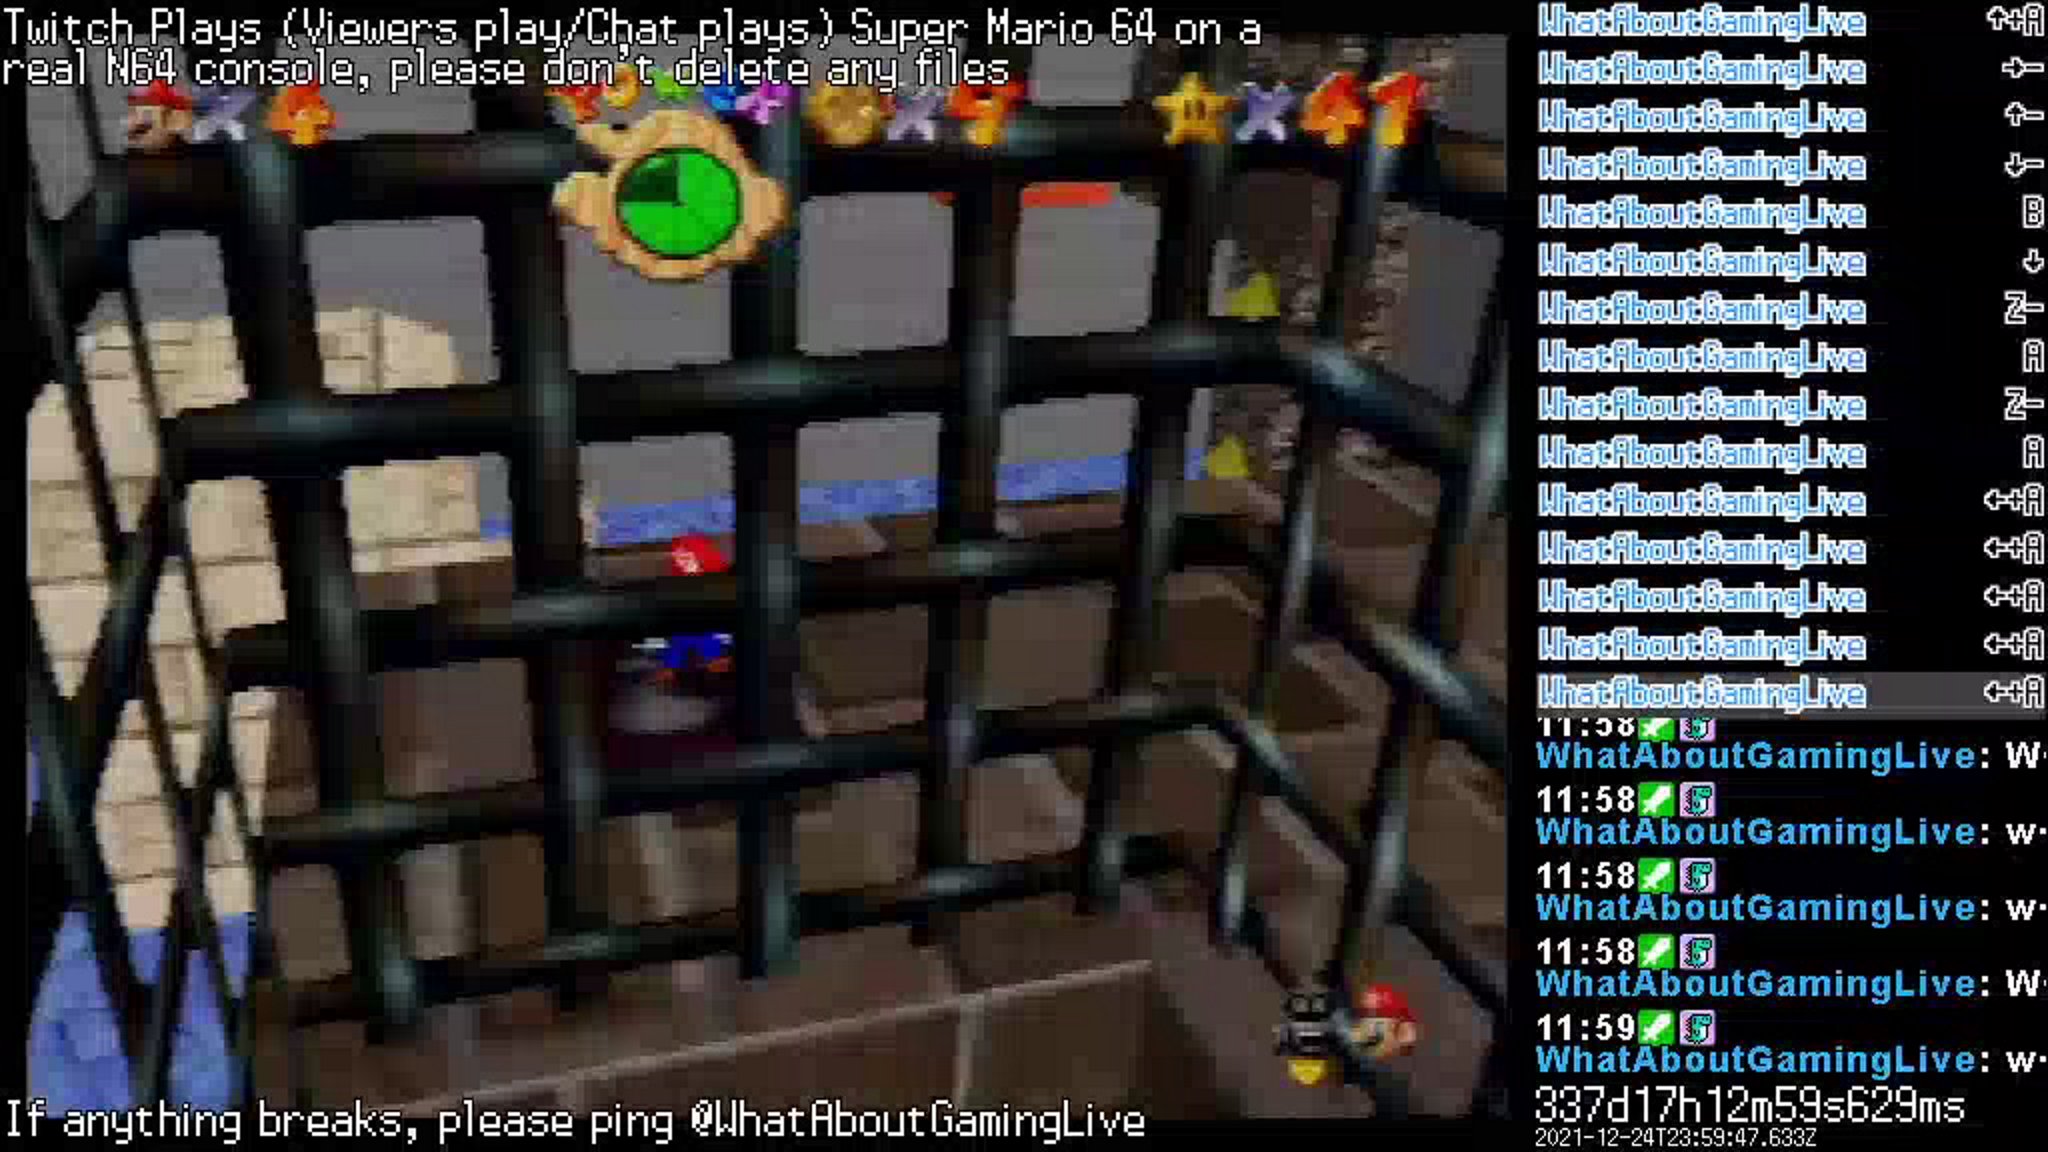 Twitch Plays (Viewers play/Chat plays) Super Mario 64 on a
real N64 console, please don't delete any files
POWER
41
WhatAboutGamingLive ↑+A
WhatAboutGamingLive →-
WhatAboutGamingLive ↑-
WhatAboutGamingLive ↓-
WhatAboutGamingLive B
WhatAboutGamingLive ↓
WhatAboutGamingLive Z-
WhatAboutGamingLive A
WhatAboutGamingLive Z-
WhatAboutGamingLive A
WhatAboutGamingLive ←+A
WhatAboutGamingLive ←+A
WhatAboutGamingLive ←+A
WhatAboutGamingLive ←+A
WhatAboutGamingLive ←+A
11:58
WhatAboutGamingLive: W
11:58
WhatAboutGamingLive: w
11:58
WhatAboutGamingLive: w
11:58
WhatAboutGamingLive: W
11:59
WhatAboutGamingLive: w
337d17h12m59s629ms
2021-12-24T23:59:47.633Z
If anything breaks, please ping @WhatAboutGamingLive